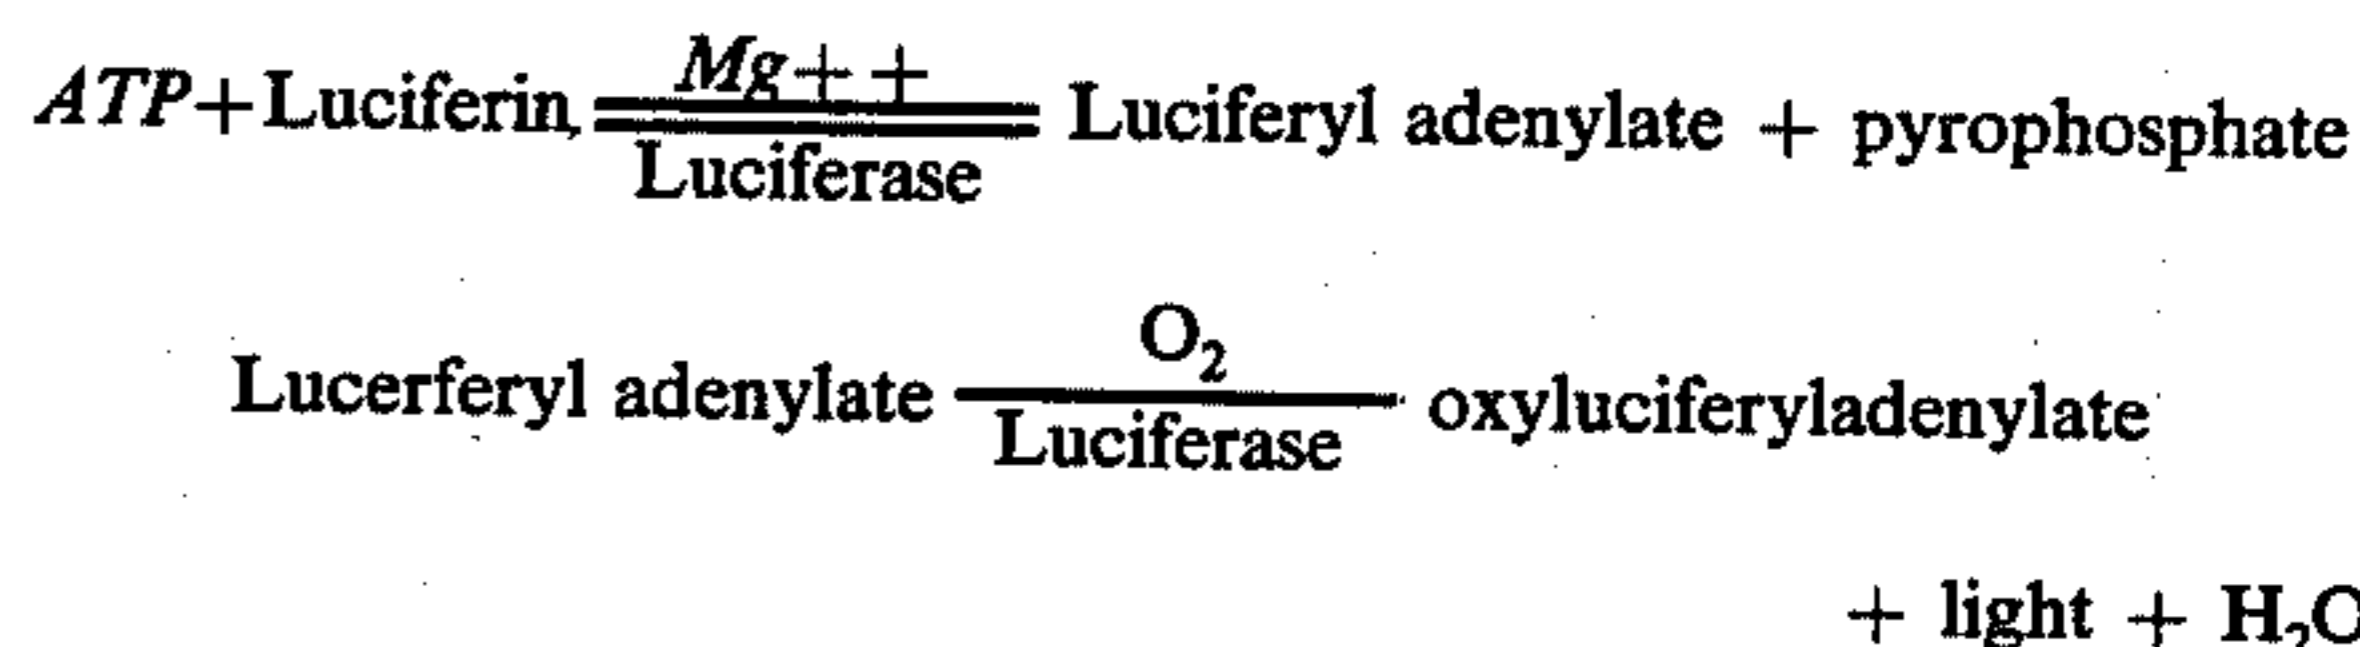 Mg++
ATP+Luciferin, Luciferyl adenylate + pyrophosphate
Luciferase
O₂
Lucerferyl adenylate oxyluciferyladenylate
Luciferase
+ light + H₂O